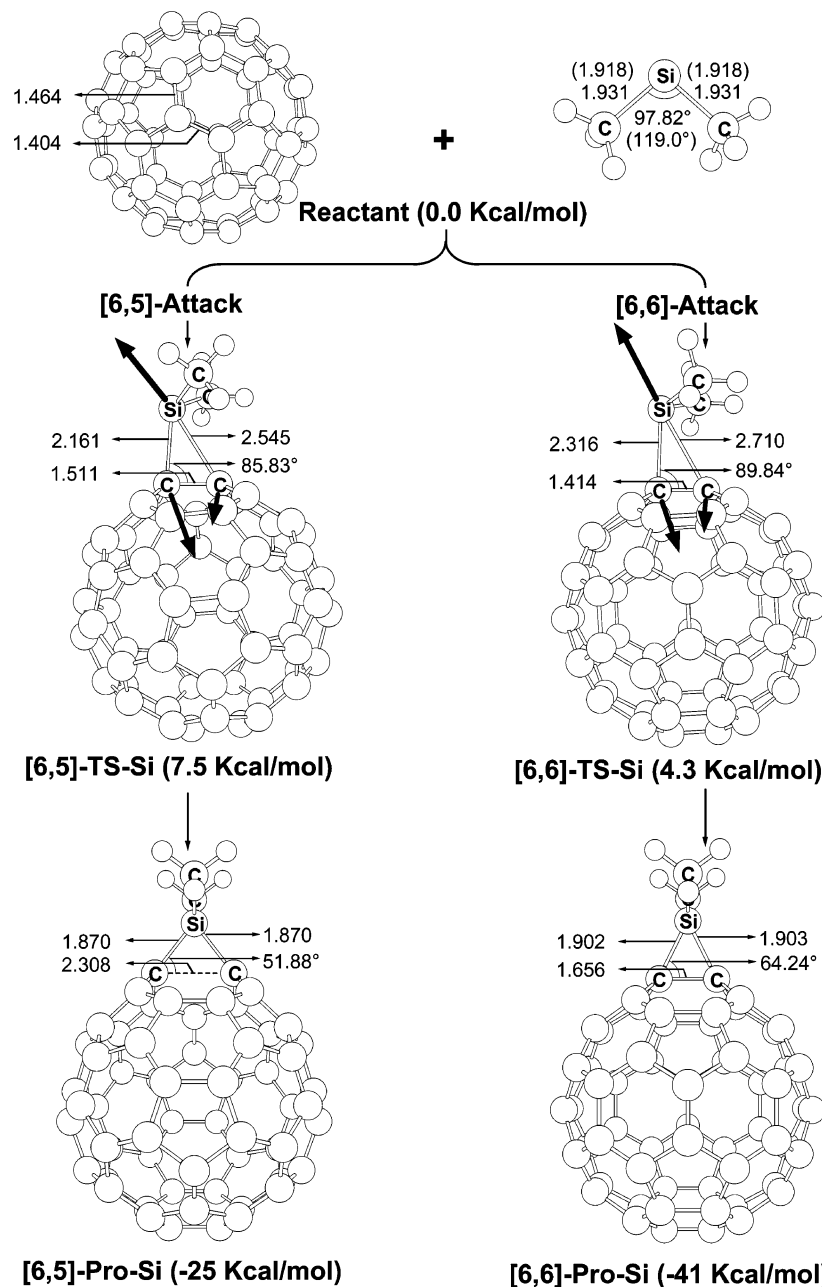 (1.918) Si (1.918)
1.931 1.931
1.464
C 97.82° C
(119.0°)
1.404
+
Reactant (0.0 Kcal/mol)
[6,5]-Attack
[6,6]-Attack
C
C
Si
2.161 2.545
85.83°
1.511
C C
C
C
Si
2.316 2.710
89.84°
1.414
C C
[6,5]-TS-Si (7.5 Kcal/mol)
[6,6]-TS-Si (4.3 Kcal/mol)
C
C
Si
1.870 1.870
2.308 51.88°
C C
C
C
Si
1.902 1.903
1.656 64.24°
C C
[6,5]-Pro-Si (-25 Kcal/mol)
[6,6]-Pro-Si (-41 Kcal/mol